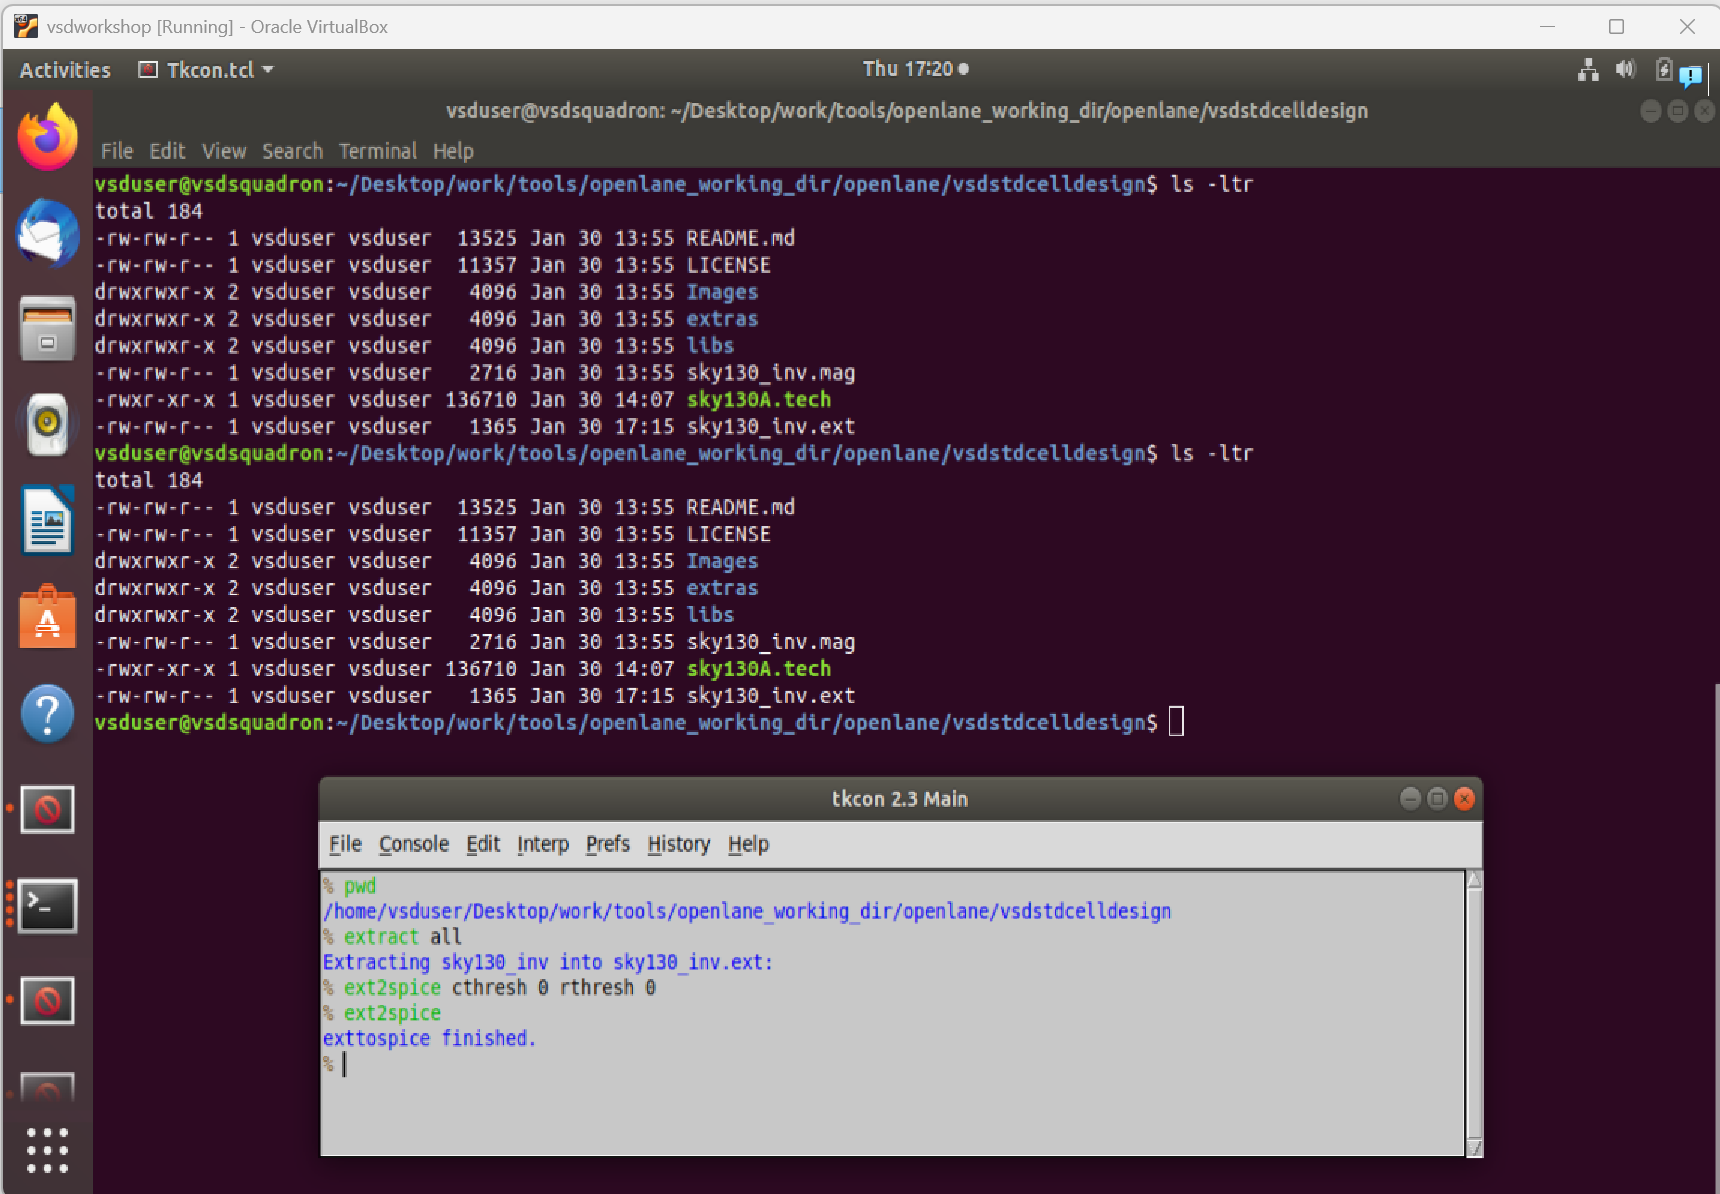 vsdworkshop [Running] - Oracle VirtualBox
Activities Tkcon.tcl Thu 17:20
vsduser@vsdsquadron: ~/Desktop/work/tools/openlane_working_dir/openlane/vsdstdcelldesign
File Edit View Search Terminal Help
vsduser@vsdsquadron:~/Desktop/work/tools/openlane_working_dir/openlane/vsdstdcelldesign$ ls -ltr
total 184
-rw-rw-r-- 1 vsduser vsduser  13525 Jan 30 13:55 README.md
-rw-rw-r-- 1 vsduser vsduser  11357 Jan 30 13:55 LICENSE
drwxrwxr-x 2 vsduser vsduser   4096 Jan 30 13:55 Images
drwxrwxr-x 2 vsduser vsduser   4096 Jan 30 13:55 extras
drwxrwxr-x 2 vsduser vsduser   4096 Jan 30 13:55 libs
-rw-rw-r-- 1 vsduser vsduser   2716 Jan 30 13:55 sky130_inv.mag
-rwxr-xr-x 1 vsduser vsduser 136710 Jan 30 14:07 sky130A.tech
-rw-rw-r-- 1 vsduser vsduser   1365 Jan 30 17:15 sky130_inv.ext
vsduser@vsdsquadron:~/Desktop/work/tools/openlane_working_dir/openlane/vsdstdcelldesign$ ls -ltr
total 184
-rw-rw-r-- 1 vsduser vsduser  13525 Jan 30 13:55 README.md
-rw-rw-r-- 1 vsduser vsduser  11357 Jan 30 13:55 LICENSE
drwxrwxr-x 2 vsduser vsduser   4096 Jan 30 13:55 Images
drwxrwxr-x 2 vsduser vsduser   4096 Jan 30 13:55 extras
drwxrwxr-x 2 vsduser vsduser   4096 Jan 30 13:55 libs
-rw-rw-r-- 1 vsduser vsduser   2716 Jan 30 13:55 sky130_inv.mag
-rwxr-xr-x 1 vsduser vsduser 136710 Jan 30 14:07 sky130A.tech
-rw-rw-r-- 1 vsduser vsduser   1365 Jan 30 17:15 sky130_inv.ext
vsduser@vsdsquadron:~/Desktop/work/tools/openlane_working_dir/openlane/vsdstdcelldesign$
tkcon 2.3 Main
File Console Edit Interp Prefs History Help
% pwd
/home/vsduser/Desktop/work/tools/openlane_working_dir/openlane/vsdstdcelldesign
% extract all
Extracting sky130_inv into sky130_inv.ext:
% ext2spice cthresh 0 rthresh 0
% ext2spice
exttospice finished.
%